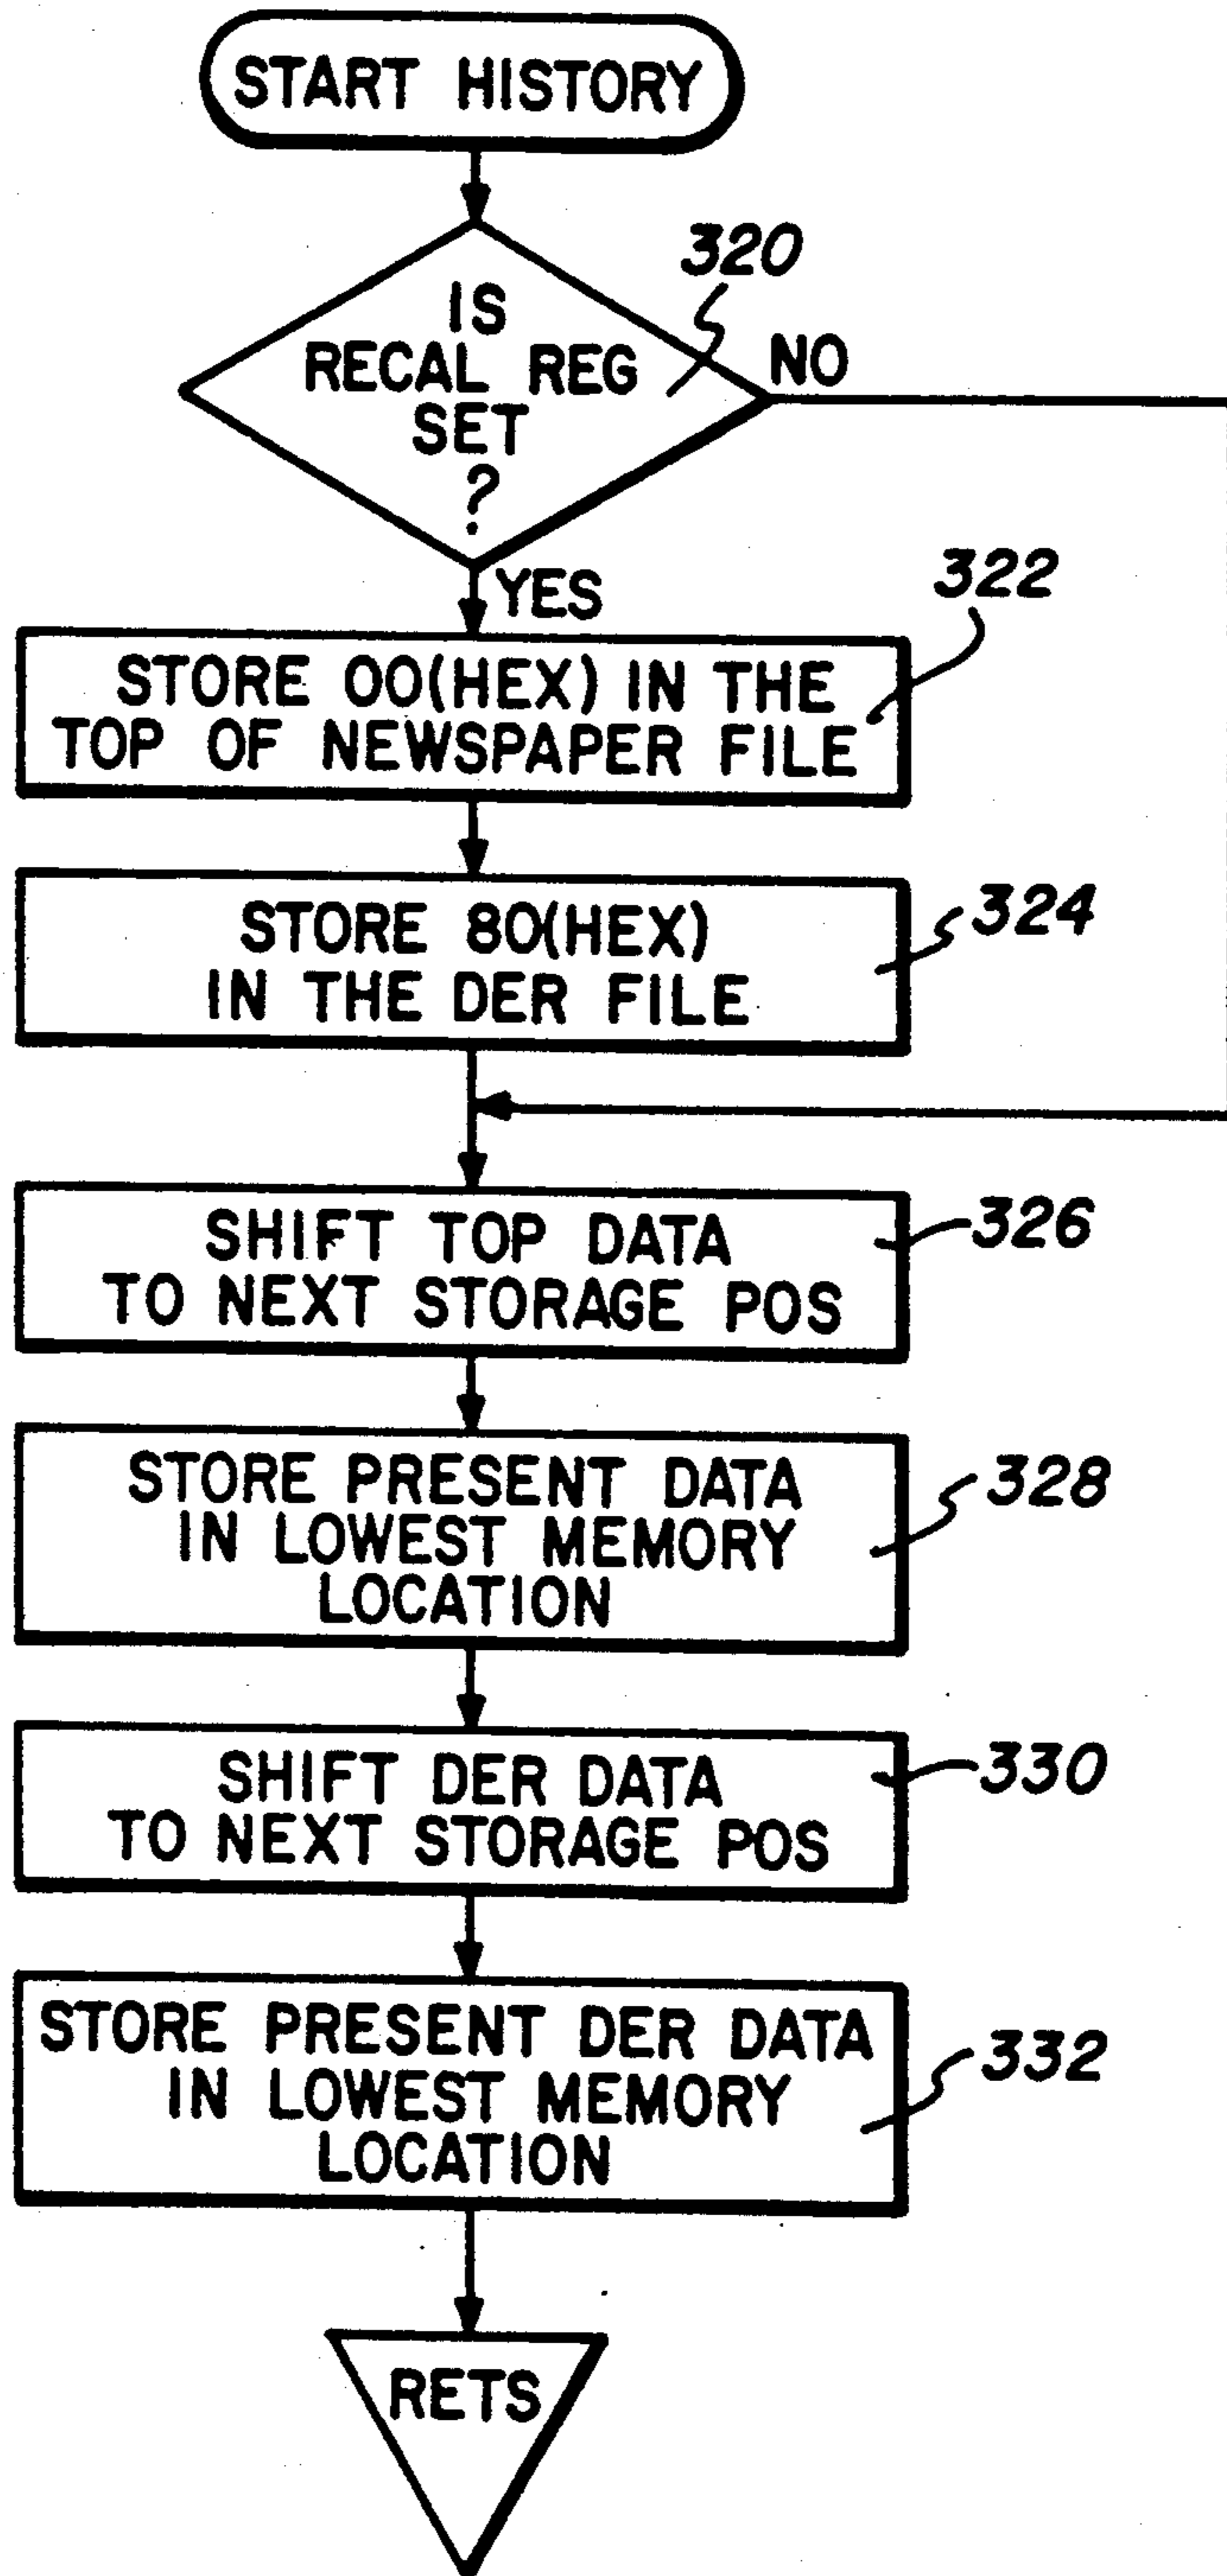 START HISTORY
320
IS
RECAL REG
SET
?
NO
YES
322
STORE 00(HEX) IN THE
TOP OF NEWSPAPER FILE
324
STORE 80(HEX)
IN THE DER FILE
326
SHIFT TOP DATA
TO NEXT STORAGE POS
328
STORE PRESENT DATA
IN LOWEST MEMORY
LOCATION
330
SHIFT DER DATA
TO NEXT STORAGE POS
332
STORE PRESENT DER DATA
IN LOWEST MEMORY
LOCATION
RETS